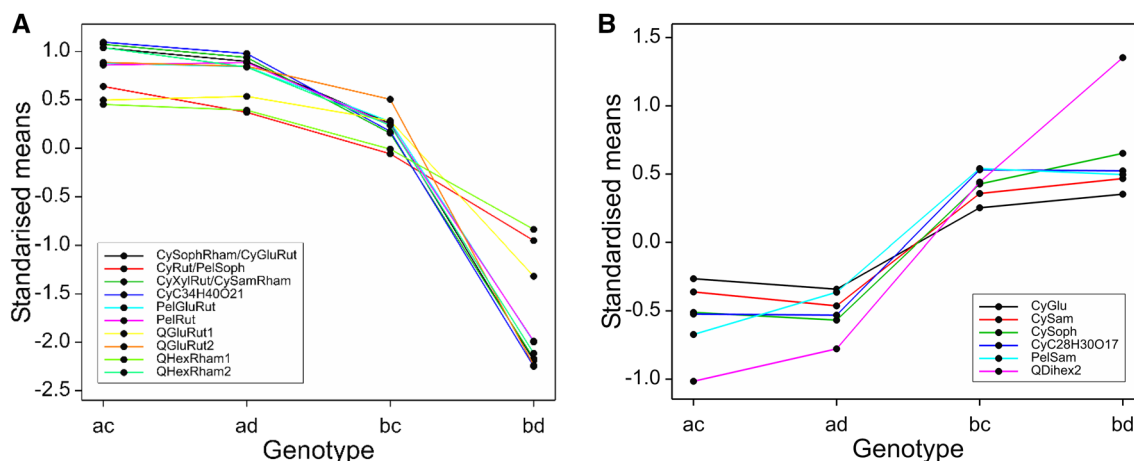 A
Standarised means
1.0
0.5
0.0
-0.5
-1.0
-1.5
-2.0
-2.5
CySophRham/CyGluRut
CyRut/PelSoph
CyXylRut/CySamRham
CyC34H40O21
PelGluRut
PelRut
QGluRut1
QGluRut2
QHexRham1
QHexRham2
ac ad bc bd
Genotype
B
Standardised means
1.5
1.0
0.5
0.0
-0.5
-1.0
CyGlu
CySam
CySoph
CyC28H30O17
PelSam
QDihex2
ac ad bc bd
Genotype